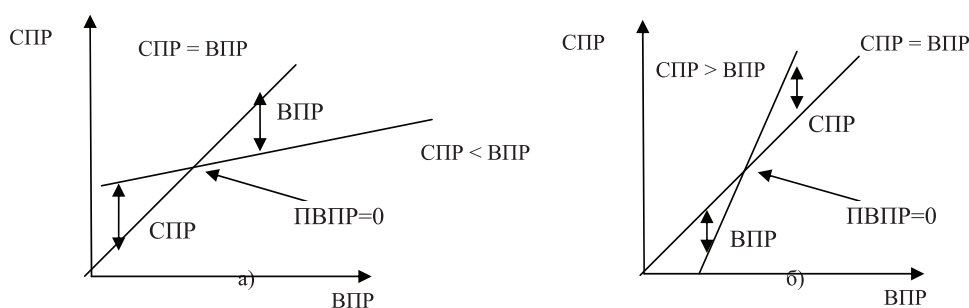 СПР
СПР = ВПР
ВПР
СПР < ВПР
СПР
ПВПР=0
а)
ВПР
СПР
СПР = ВПР
СПР > ВПР
СПР
ПВПР=0
ВПР
б)
ВПР